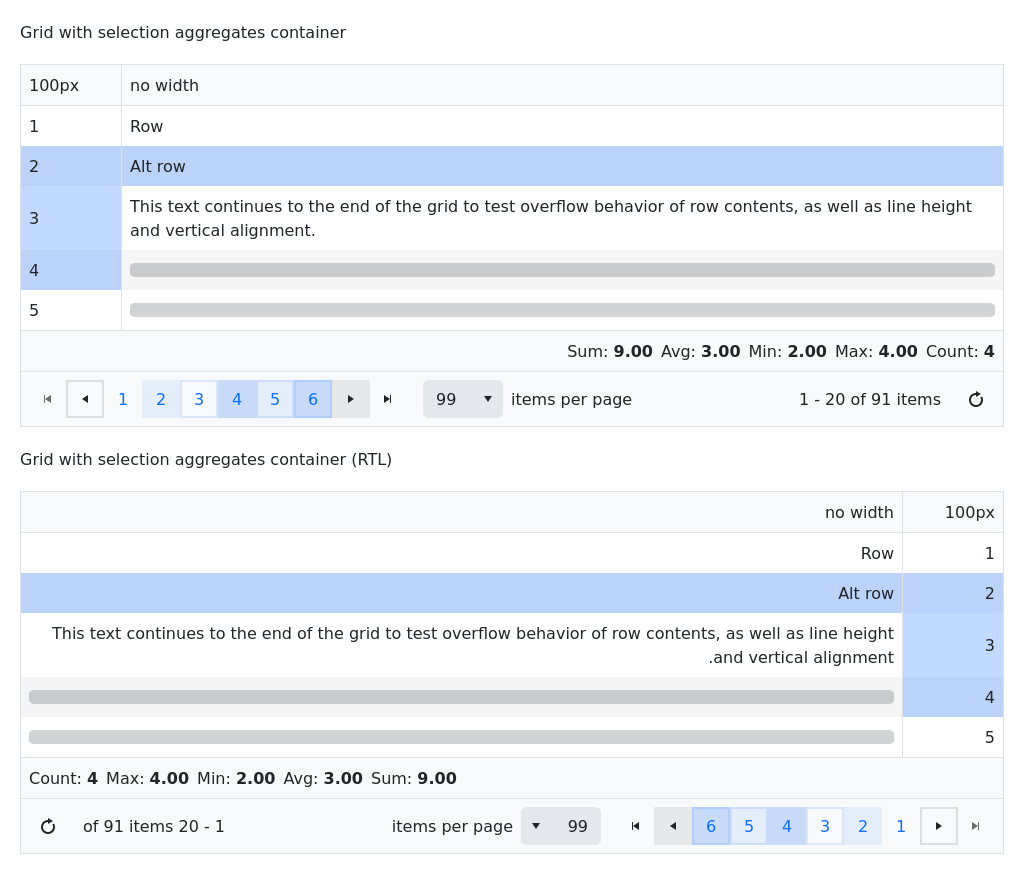 Grid with selection aggregates container
100px no width
1 Row
2 Alt row
3 This text continues to the end of the grid to test overflow behavior of row contents, as well as line height
and vertical alignment.
4
5
Sum: 9.00 Avg: 3.00 Min: 2.00 Max: 4.00 Count: 4
1 2 3 4 5 6 99 items per page 1 - 20 of 91 items
Grid with selection aggregates container (RTL)
no width 100px
Row 1
Alt row 2
This text continues to the end of the grid to test overflow behavior of row contents, as well as line height 3
.and vertical alignment
4
5
Count: 4 Max: 4.00 Min: 2.00 Avg: 3.00 Sum: 9.00
of 91 items 20 - 1 items per page 99 6 5 4 3 2 1